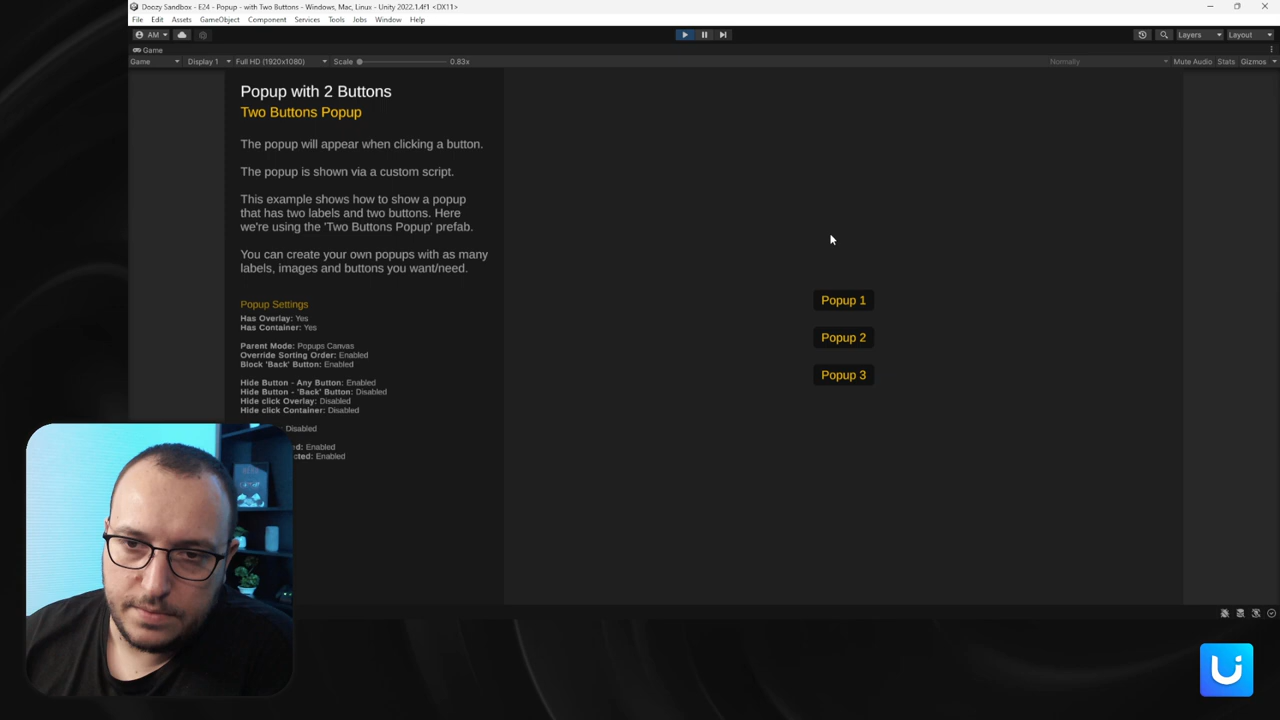 Doozy Sandbox - E24 - Popup - with Two Buttons - Windows, Mac, Linux - Unity 2022.1.4f1 <DX11>
File Edit Assets GameObject Component Services Tools Jobs Window Help
AM Layers Layout
Game
Game Display 1 Full HD (1920x1080) Scale 0.83x Normally Mute Audio Stats Gizmos
Popup with 2 Buttons
Two Buttons Popup
The popup will appear when clicking a button.
The popup is shown via a custom script.
This example shows how to show a popup
that has two labels and two buttons. Here
we're using the 'Two Buttons Popup' prefab.
You can create your own popups with as many
labels, images and buttons you want/need.
Popup Settings
Has Overlay: Yes
Has Container: Yes
Parent Mode: Popups Canvas
Override Sorting Order: Enabled
Block 'Back' Button: Enabled
Hide Button - Any Button: Enabled
Hide Button - 'Back' Button: Disabled
Hide click Overlay: Disabled
Hide click Container: Disabled
: Disabled
d: Enabled
cted: Enabled
Popup 1
Popup 2
Popup 3